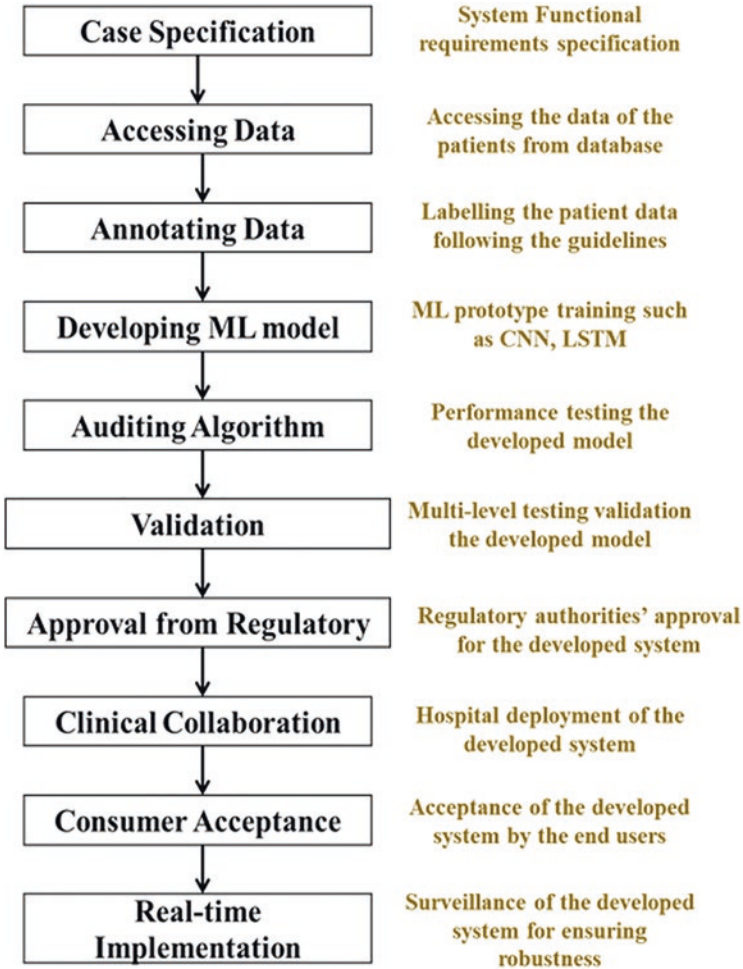 Case Specification
System Functional
requirements specification
Accessing Data
Accessing the data of the
patients from database
Annotating Data
Labelling the patient data
following the guidelines
Developing ML model
ML prototype training such
as CNN, LSTM
Auditing Algorithm
Performance testing the
developed model
Validation
Multi-level testing validation
the developed model
Approval from Regulatory
Regulatory authorities’ approval
for the developed system
Clinical Collaboration
Hospital deployment of the
developed system
Consumer Acceptance
Acceptance of the developed
system by the end users
Real-time
Implementation
Surveillance of the developed
system for ensuring
robustness